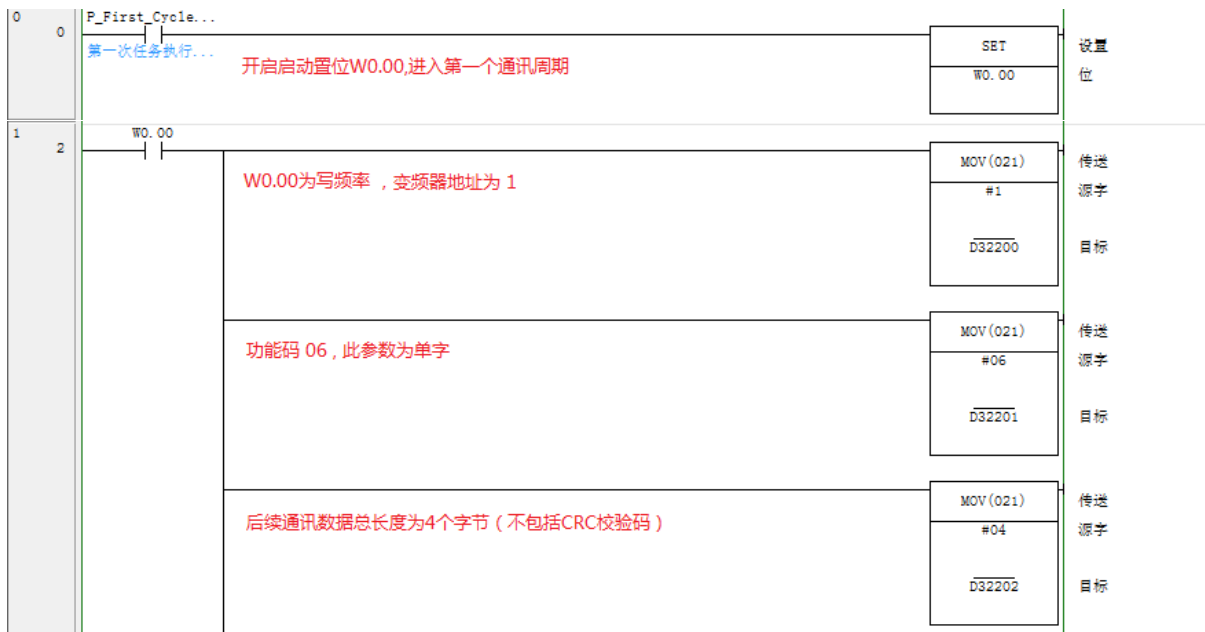 0
0
P_First_Cycle...
第一次任务执行...
开启启动置位W0.00,进入第一个通讯周期
SET
设置
W0.00
位
1
2
W0.00
W0.00为写频率 ，变频器地址为 1
MOV(021)
传送
#1
源字
D32200
目标
功能码 06 , 此参数为单字
MOV(021)
传送
#06
源字
D32201
目标
后续通讯数据总长度为4个字节 ( 不包括CRC校验码 )
MOV(021)
传送
#04
源字
D32202
目标